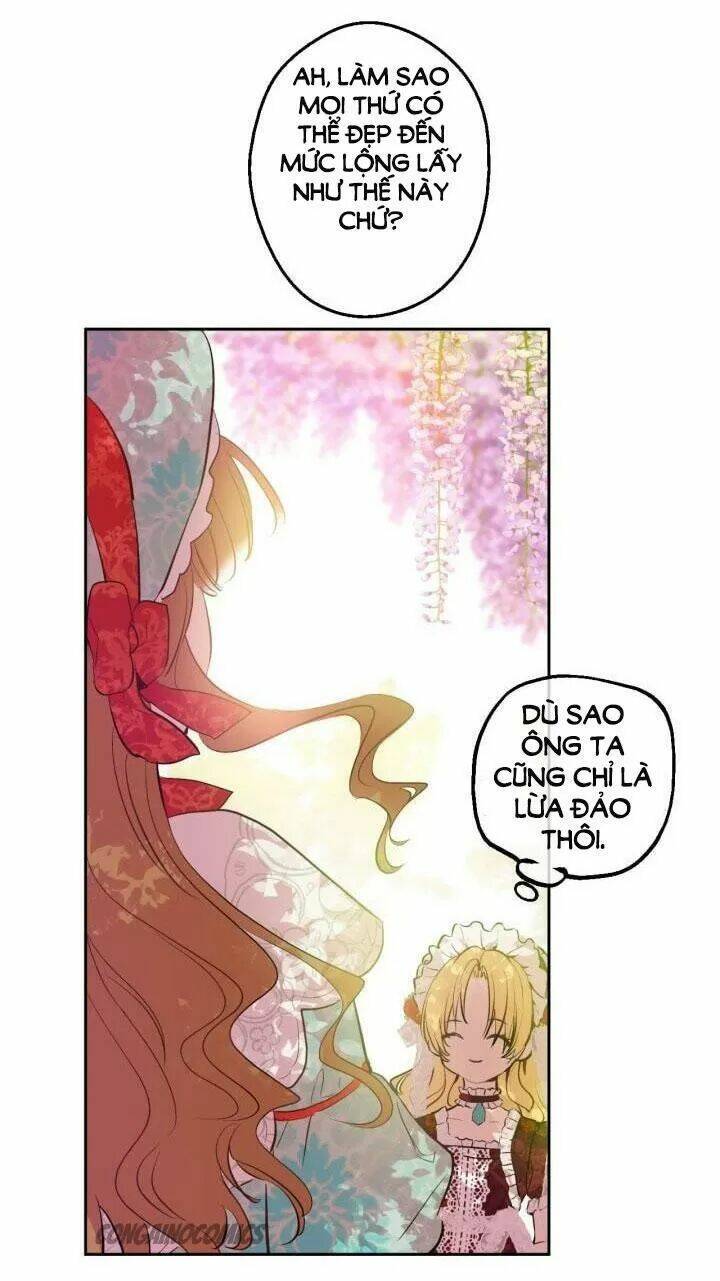 AH, LÀM SAO
MỌI THỨ CÓ
THỂ ĐẸP ĐẾN
MỨC LỘNG LẪY
NHƯ THẾ NÀY
CHỨ?
DÙ SAO
ÔNG TA
CŨNG CHỈ LÀ
LỪA ĐẢO
THÔI.
CONGAINOCOMICS